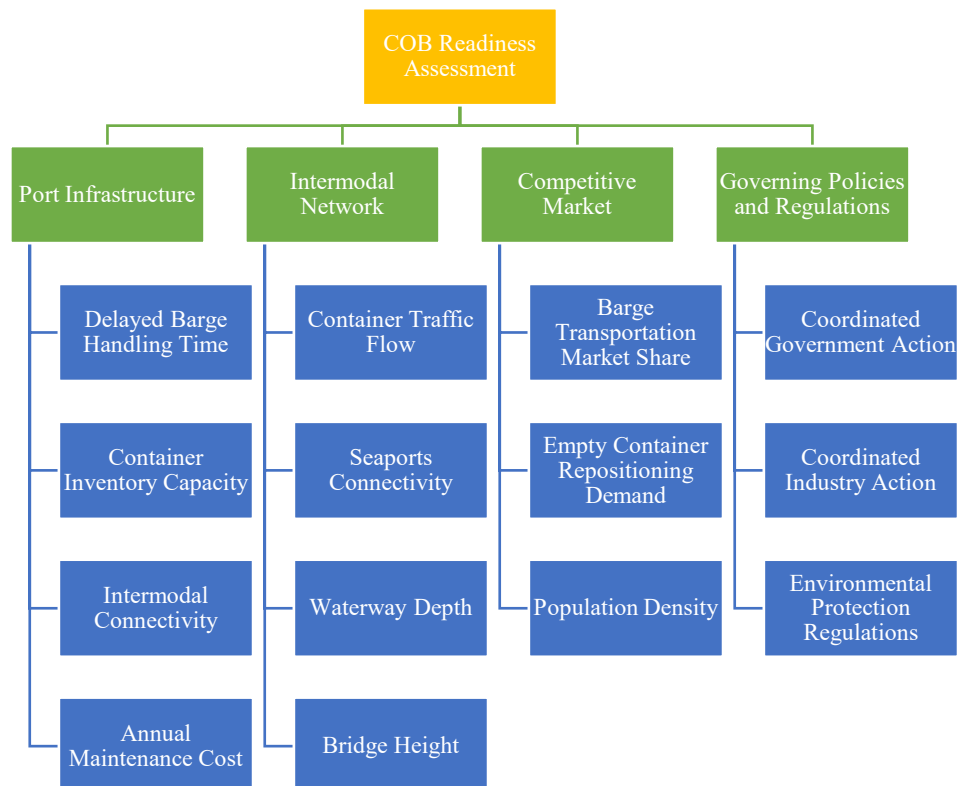 COB Readiness
Assessment
Port Infrastructure
Intermodal
Network
Competitive
Market
Governing Policies
and Regulations
Delayed Barge
Handling Time
Container Traffic
Flow
Barge
Transportation
Market Share
Coordinated
Government Action
Container
Inventory Capacity
Seaports
Connectivity
Empty Container
Repositioning
Demand
Coordinated
Industry Action
Intermodal
Connectivity
Waterway Depth
Population Density
Environmental
Protection
Regulations
Annual
Maintenance Cost
Bridge Height